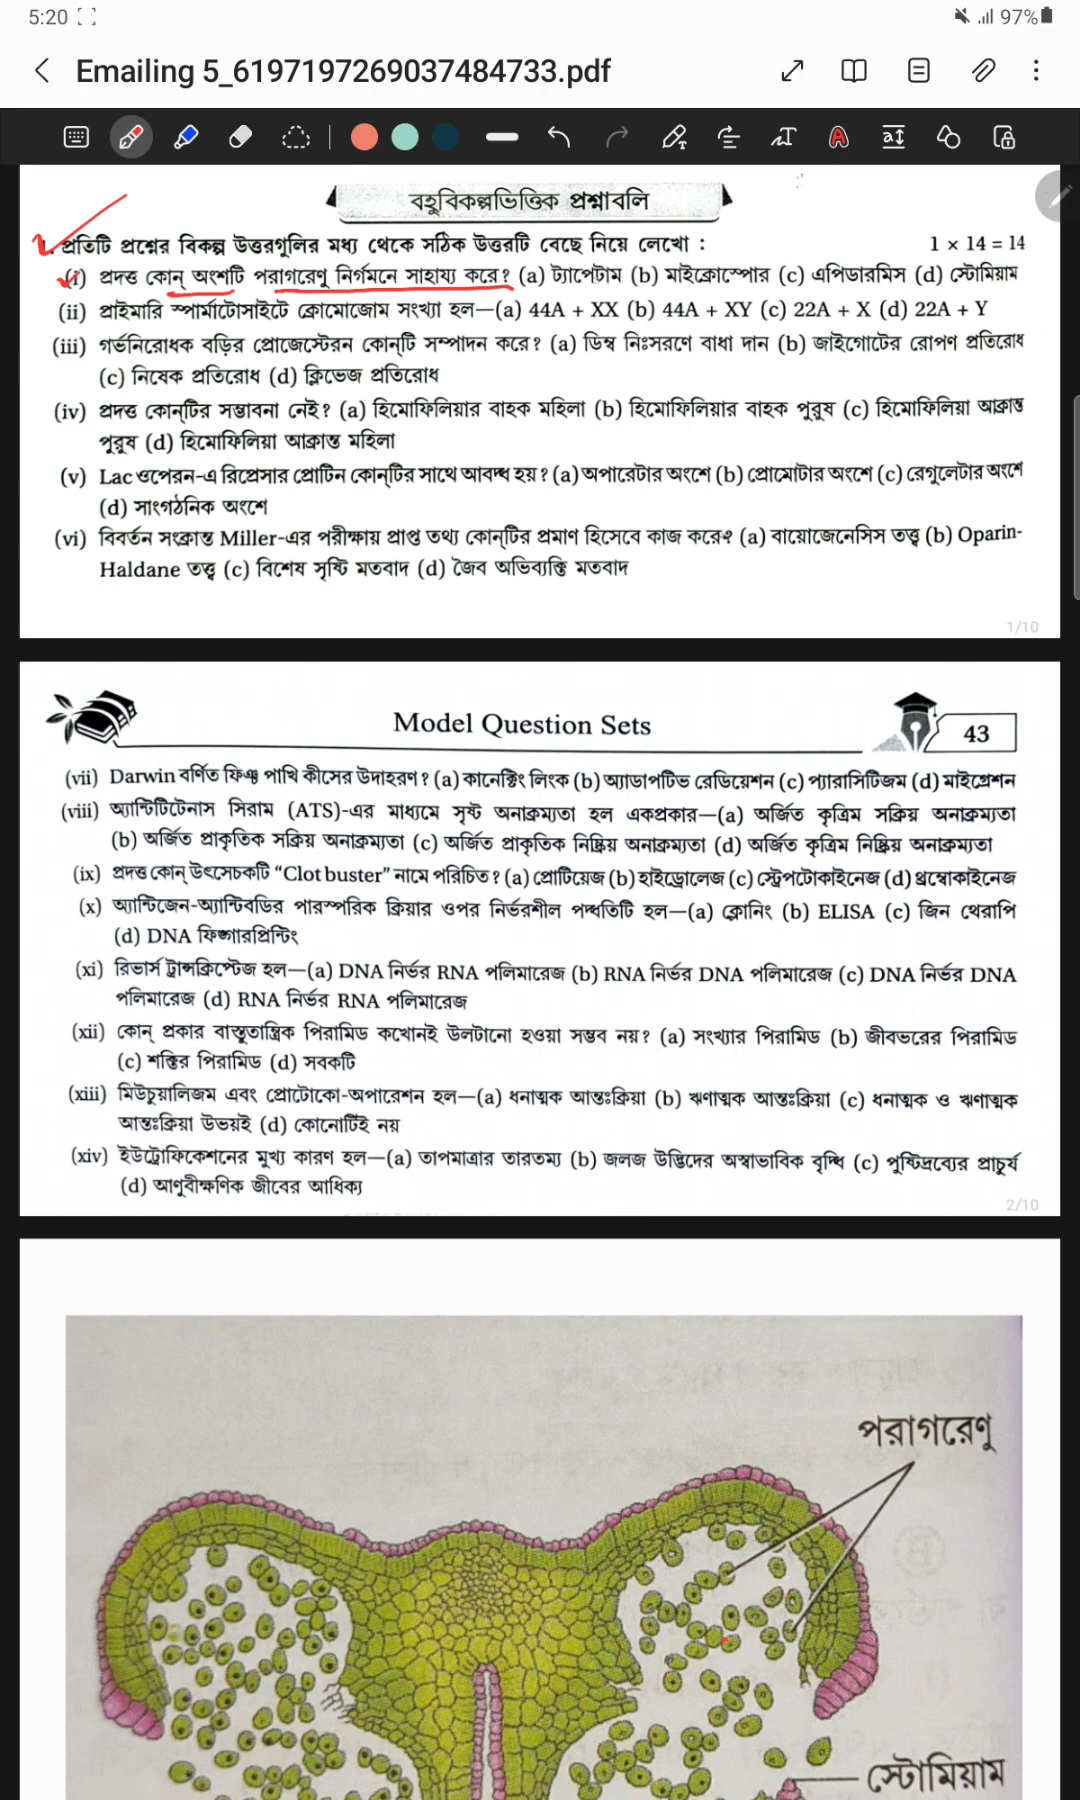 5:20
97%
Emailing 5_6197197269037484733.pdf
বহুবিকল্পভিত্তিক প্রশ্নাবলি
1. প্রতিটি প্রশ্নের বিকল্প উত্তরগুলির মধ্য থেকে সঠিক উত্তরটি বেছে নিয়ে লেখো : 1 × 14 = 14
(i) প্রদত্ত কোন্ অংশটি পরাগরেণু নির্গমনে সাহায্য করে? (a) ট্যাপেটাম (b) মাইক্রোস্পোর (c) এপিডারমিস (d) স্টোমিয়াম
(ii) প্রাইমারি স্পার্মাটোসাইটে ক্রোমোজোম সংখ্যা হল—(a) 44A + XX (b) 44A + XY (c) 22A + X (d) 22A + Y
(iii) গর্ভনিরোধক বড়ির প্রোজেস্টেরন কোন্‌টি সম্পাদন করে? (a) ডিম্ব নিঃসরণে বাধা দান (b) জাইগোটের রোপণ প্রতিরোধ
(c) নিষেক প্রতিরোধ (d) ক্লিভেজ প্রতিরোধ
(iv) প্রদত্ত কোন্‌টির সম্ভাবনা নেই? (a) হিমোফিলিয়ার বাহক মহিলা (b) হিমোফিলিয়ার বাহক পুরুষ (c) হিমোফিলিয়া আক্রান্ত
পুরুষ (d) হিমোফিলিয়া আক্রান্ত মহিলা
(v) Lac ওপেরন-এ রিপ্রেসার প্রোটিন কোন্‌টির সাথে আবদ্ধ হয়? (a) অপারেটার অংশে (b) প্রোমোটার অংশে (c) রেগুলেটার অংশে
(d) সাংগঠনিক অংশে
(vi) বিবর্তন সংক্রান্ত Miller-এর পরীক্ষায় প্রাপ্ত তথ্য কোন্‌টির প্রমাণ হিসেবে কাজ করে? (a) বায়োজেনেসিস তত্ত্ব (b) Oparin-
Haldane তত্ত্ব (c) বিশেষ সৃষ্টি মতবাদ (d) জৈব অভিব্যক্তি মতবাদ
1/10
Model Question Sets
43
(vii) Darwin বর্ণিত ফিঞ্চ পাখি কীসের উদাহরণ? (a) কানেক্টিং লিংক (b) অ্যাডাপটিভ রেডিয়েশন (c) প্যারাসিটিজম (d) মাইগ্রেশন
(viii) অ্যান্টিটিটেনাস সিরাম (ATS)-এর মাধ্যমে সৃষ্ট অনাক্রম্যতা হল একপ্রকার—(a) অর্জিত কৃত্রিম সক্রিয় অনাক্রম্যতা
(b) অর্জিত প্রাকৃতিক সক্রিয় অনাক্রম্যতা (c) অর্জিত প্রাকৃতিক নিষ্ক্রিয় অনাক্রম্যতা (d) অর্জিত কৃত্রিম নিষ্ক্রিয় অনাক্রম্যতা
(ix) প্রদত্ত কোন্ উৎসেচকটি “Clot buster” নামে পরিচিত? (a) প্রোটিয়েজ (b) হাইড্রোলেজ (c) স্ট্রেপটোকাইনেজ (d) থ্রম্বোকাইনেজ
(x) অ্যান্টিজেন-অ্যান্টিবডির পারস্পরিক ক্রিয়ার ওপর নির্ভরশীল পদ্ধতিটি হল—(a) ক্লোনিং (b) ELISA (c) জিন থেরাপি
(d) DNA ফিঙ্গারপ্রিন্টিং
(xi) রিভার্স ট্রান্সক্রিপ্টেজ হল—(a) DNA নির্ভর RNA পলিমারেজ (b) RNA নির্ভর DNA পলিমারেজ (c) DNA নির্ভর DNA
পলিমারেজ (d) RNA নির্ভর RNA পলিমারেজ
(xii) কোন্ প্রকার বাস্তুতান্ত্রিক পিরামিড কখোনই উলটানো হওয়া সম্ভব নয়? (a) সংখ্যার পিরামিড (b) জীবভরের পিরামিড
(c) শক্তির পিরামিড (d) সবকটি
(xiii) মিউচুয়ালিজম এবং প্রোটোকো-অপারেশন হল—(a) ধনাত্মক আন্তঃক্রিয়া (b) ঋণাত্মক আন্তঃক্রিয়া (c) ধনাত্মক ও ঋণাত্মক
আন্তঃক্রিয়া উভয়ই (d) কোনোটিই নয়
(xiv) ইউট্রোফিকেশনের মুখ্য কারণ হল—(a) তাপমাত্রার তারতম্য (b) জলজ উদ্ভিদের অস্বাভাবিক বৃদ্ধি (c) পুষ্টিদ্রব্যের প্রাচুর্য
(d) আণুবীক্ষণিক জীবের আধিক্য
2/10
পরাগরেণু
স্টোমিয়াম